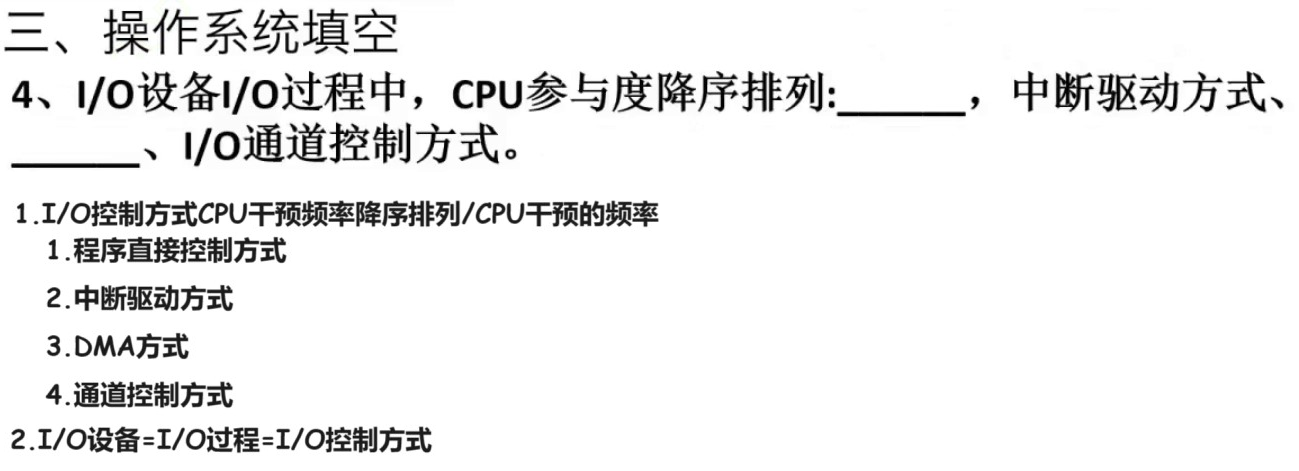 三、操作系统填空
4、I/O设备I/O过程中，CPU参与度降序排列:______，中断驱动方式、
______、I/O通道控制方式。
1.I/O控制方式CPU干预频率降序排列/CPU干预的频率
1.程序直接控制方式
2.中断驱动方式
3.DMA方式
4.通道控制方式
2.I/O设备=I/O过程=I/O控制方式